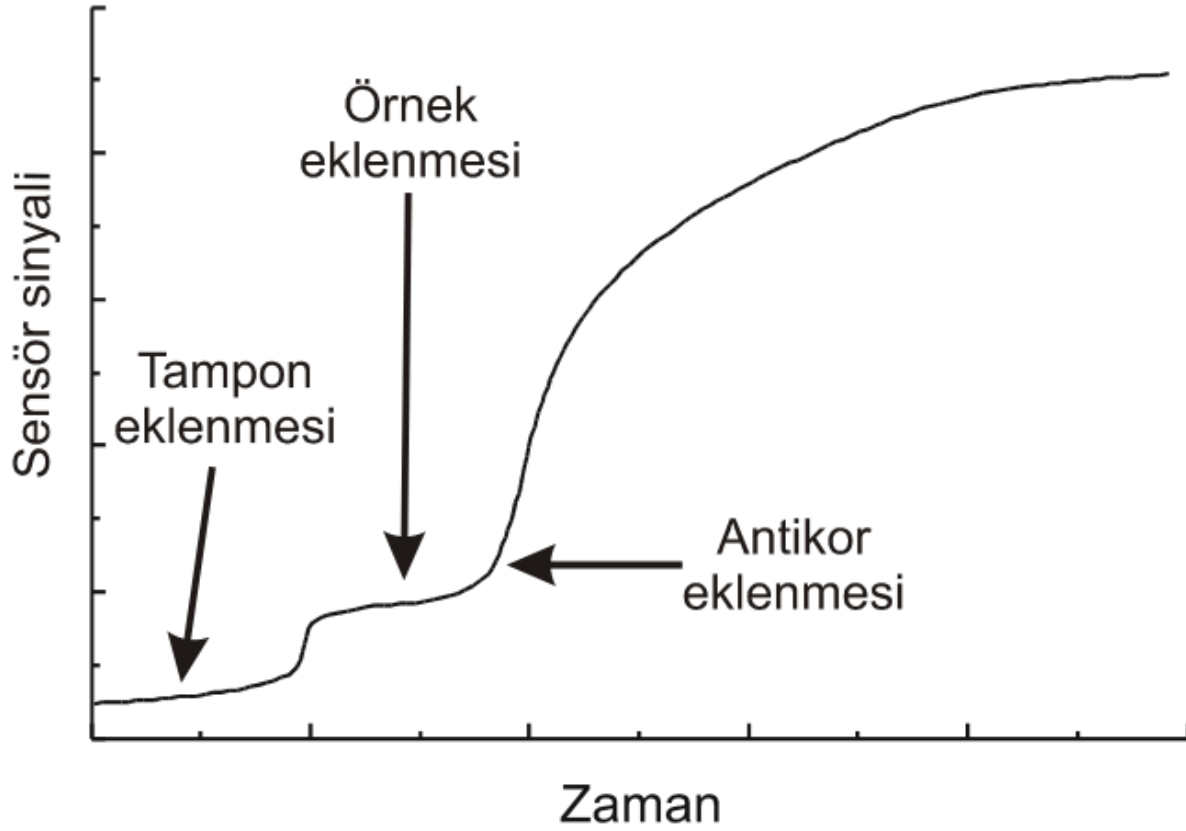 Örnek
eklenmesi
Sensör sinyali
Tampon
eklenmesi
Antikor
eklenmesi
Zaman